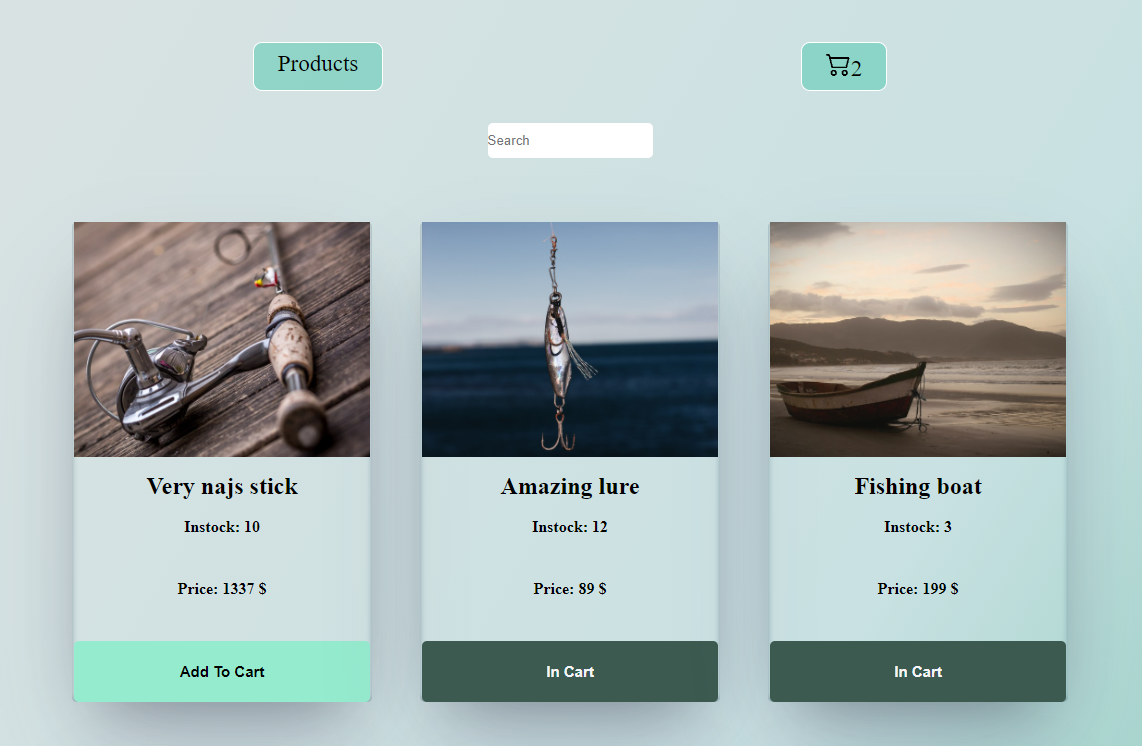 Products
2
Search
Very najs stick
Instock: 10
Price: 1337 $
Add To Cart
Amazing lure
Instock: 12
Price: 89 $
In Cart
Fishing boat
Instock: 3
Price: 199 $
In Cart